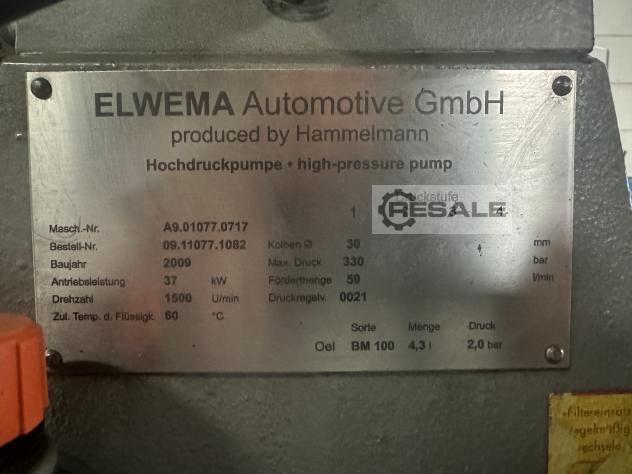 ELWEMA Automotive GmbH
produced by Hammelmann
Hochdruckpumpe • high-pressure pump
RESALE
1 4
Masch.-Nr. A9.01077.0717
Bestell-Nr. 09.11077.1082 Kolben Ø 30 mm
Baujahr 2009 Max. Druck 330 bar
Antriebsleistung 37 kW Fördermenge 59 l/min
Drehzahl 1500 U/min Druckregelv. 0021
Zul. Temp. d. Flüssigk. 60 °C
Sorte Menge Druck
Oel BM 100 4,3 l 2,0 bar
Filtereinsatz